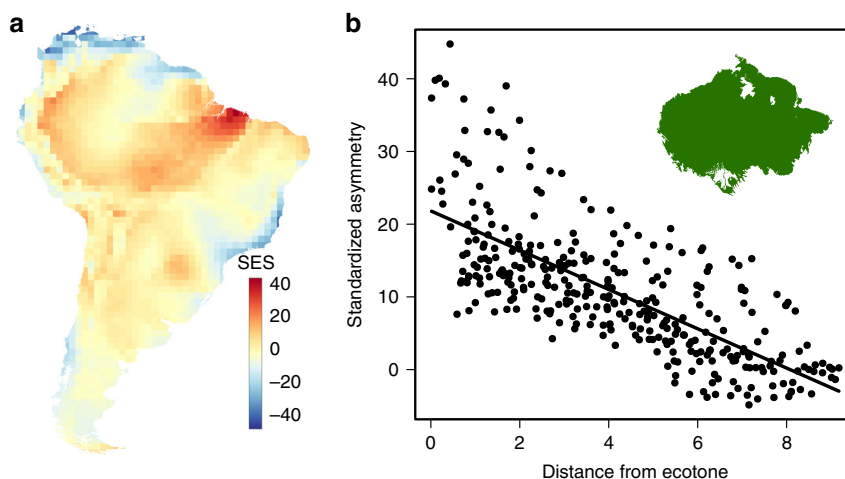 a
SES
40
20
0
−20
−40
b
Standardized asymmetry
40
30
20
10
0
0 2 4 6 8
Distance from ecotone